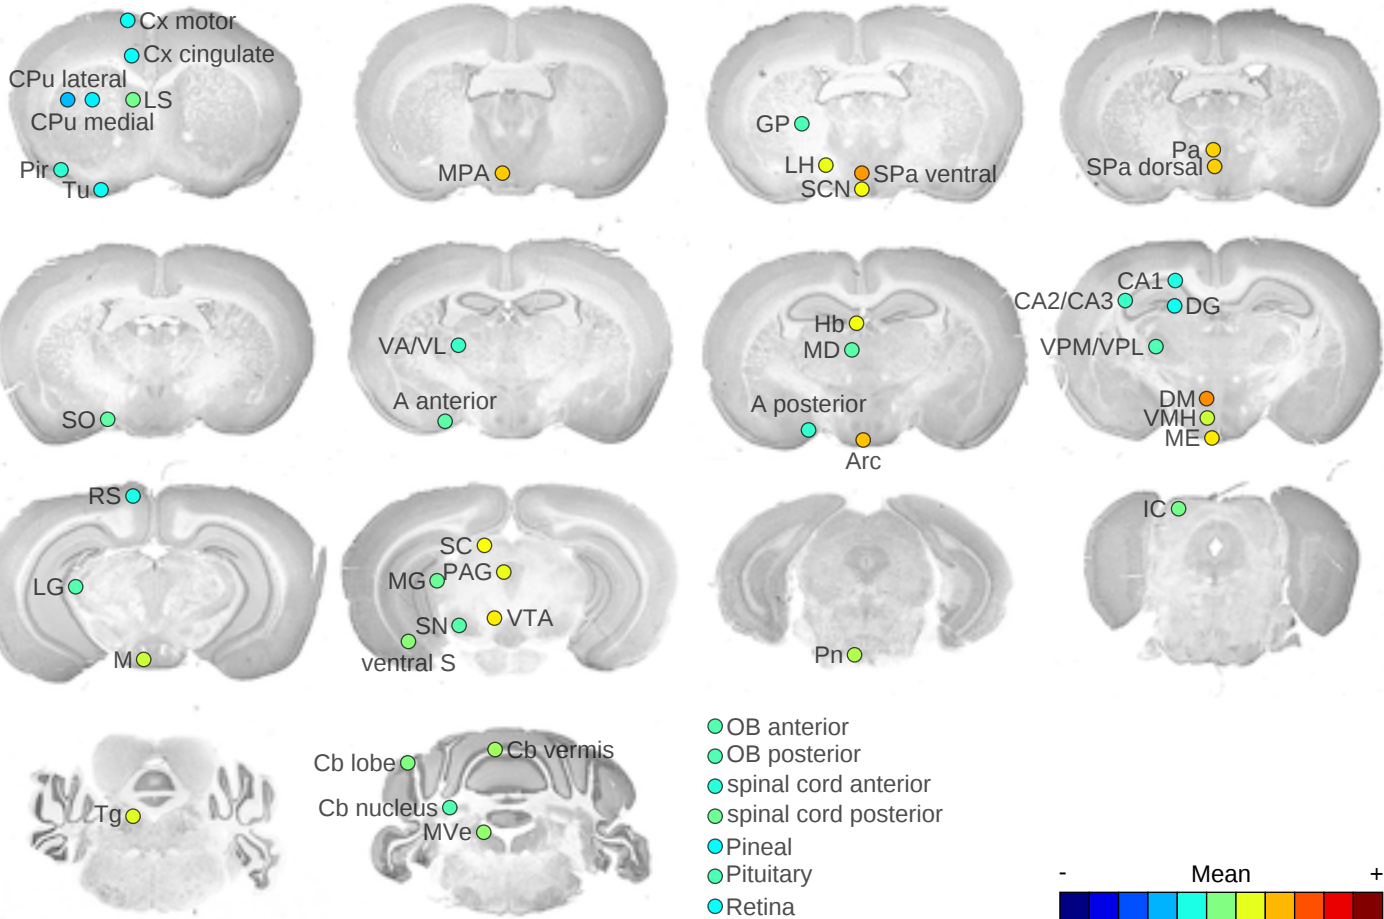 Cx motor
Cx cingulate
CPu lateral
LS
CPu medial
Pir
Tu
MPA
GP
LH
SPa ventral
SCN
Pa
SPa dorsal
SO
VA/VL
A anterior
Hb
MD
A posterior
Arc
CA1
CA2/CA3
DG
VPM/VPL
DM
VMH
ME
RS
LG
M
SC
MG
PAG
SN
VTA
ventral S
Pn
IC
Tg
Cb lobe
Cb vermis
Cb nucleus
MVe
OB anterior
OB posterior
spinal cord anterior
spinal cord posterior
Pineal
Pituitary
Retina
- Mean +